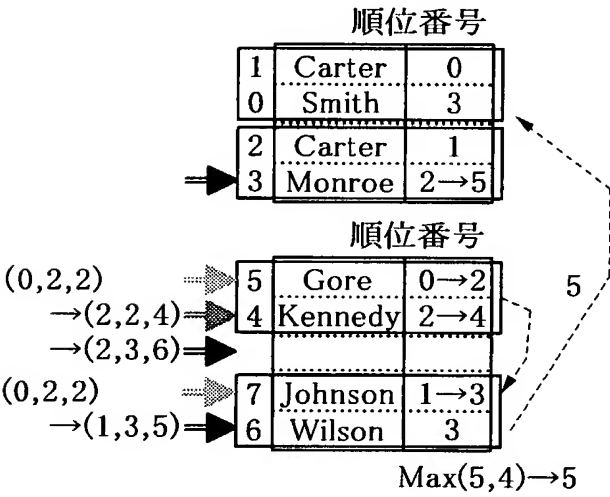 順位番号
1 Carter 0
0 Smith 3
2 Carter 1
3 Monroe 2→5
順位番号
(0,2,2) 5 Gore 0→2
→(2,2,4) 4 Kennedy 2→4
→(2,3,6)
5
(0,2,2) 7 Johnson 1→3
→(1,3,5) 6 Wilson 3
Max(5,4)→5